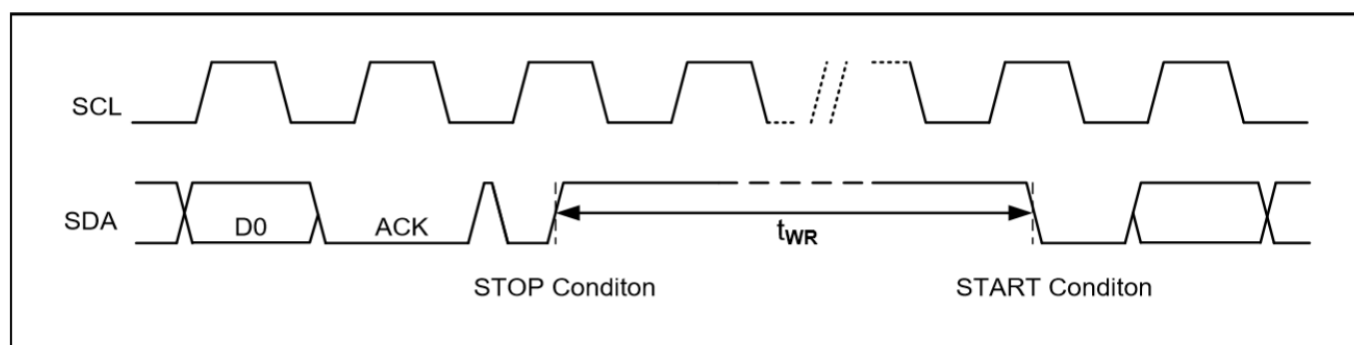 SCL
SDA
D0
ACK
tWR
STOP Conditon
START Conditon